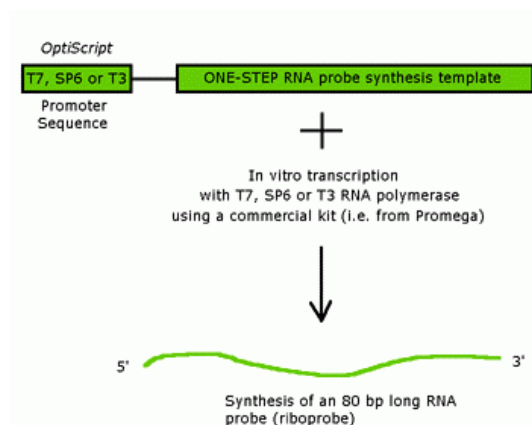 OptiScript
T7, SP6 or T3
ONE-STEP RNA probe synthesis template
Promoter
Sequence
In vitro transcription
with T7, SP6 or T3 RNA polymerase
using a commercial kit (i.e. from Promega)
5'
3'
Synthesis of an 80 bp long RNA
probe (riboprobe)